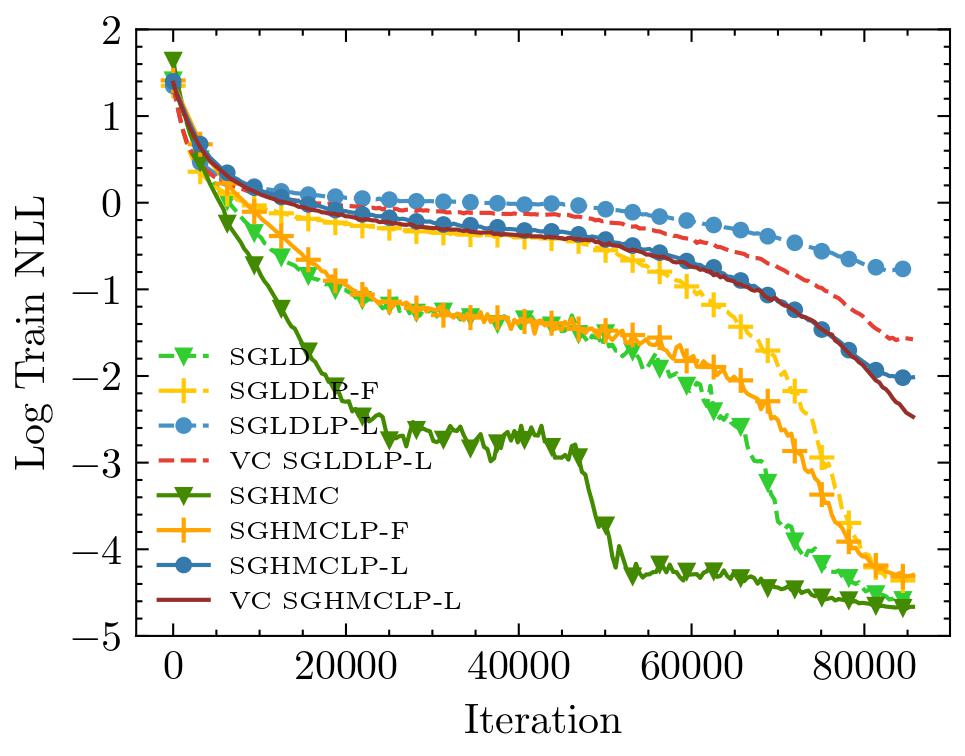 2
1
0
−1
−2
−3
−4
−5
Log Train NLL
SGLD
SGLDLP-F
SGLDLP-L
VC SGLDLP-L
SGHMC
SGHMCLP-F
SGHMCLP-L
VC SGHMCLP-L
0 20000 40000 60000 80000
Iteration